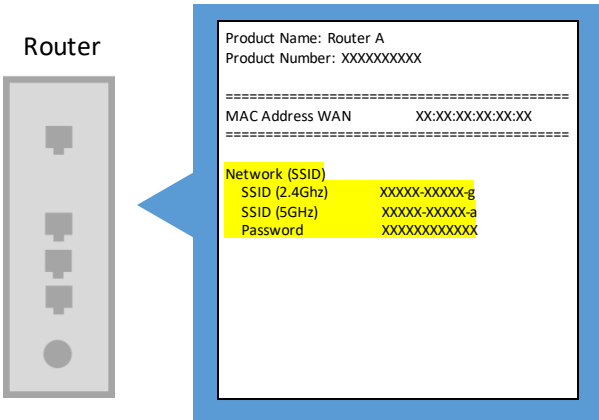 Router
Product Name: Router A
Product Number: XXXXXXXXXX
===========================================
MAC Address WAN XX:XX:XX:XX:XX:XX
===========================================
Network (SSID)
SSID (2.4Ghz) XXXXX-XXXXX-g
SSID (5GHz) XXXXX-XXXXX-a
Password XXXXXXXXXXXX